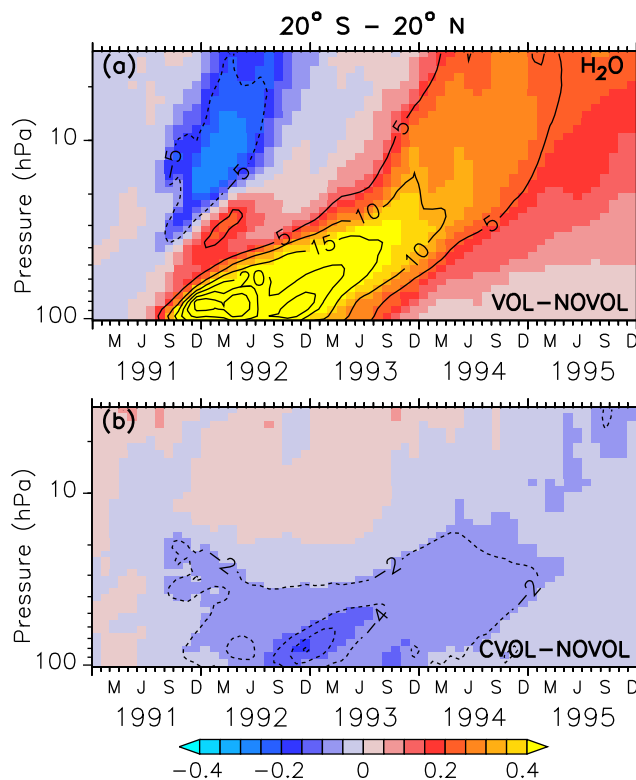 20° S – 20° N
(a)
H₂O
10
100
Pressure (hPa)
-5
5
5
5
10
15
20
10
5
VOL–NOVOL
M J S D M J S D M J S D M J S D M J S D
1991 1992 1993 1994 1995
(b)
10
100
Pressure (hPa)
-2
-2
-4
-2
CVOL–NOVOL
M J S D M J S D M J S D M J S D M J S D
1991 1992 1993 1994 1995
-0.4 -0.2 0 0.2 0.4